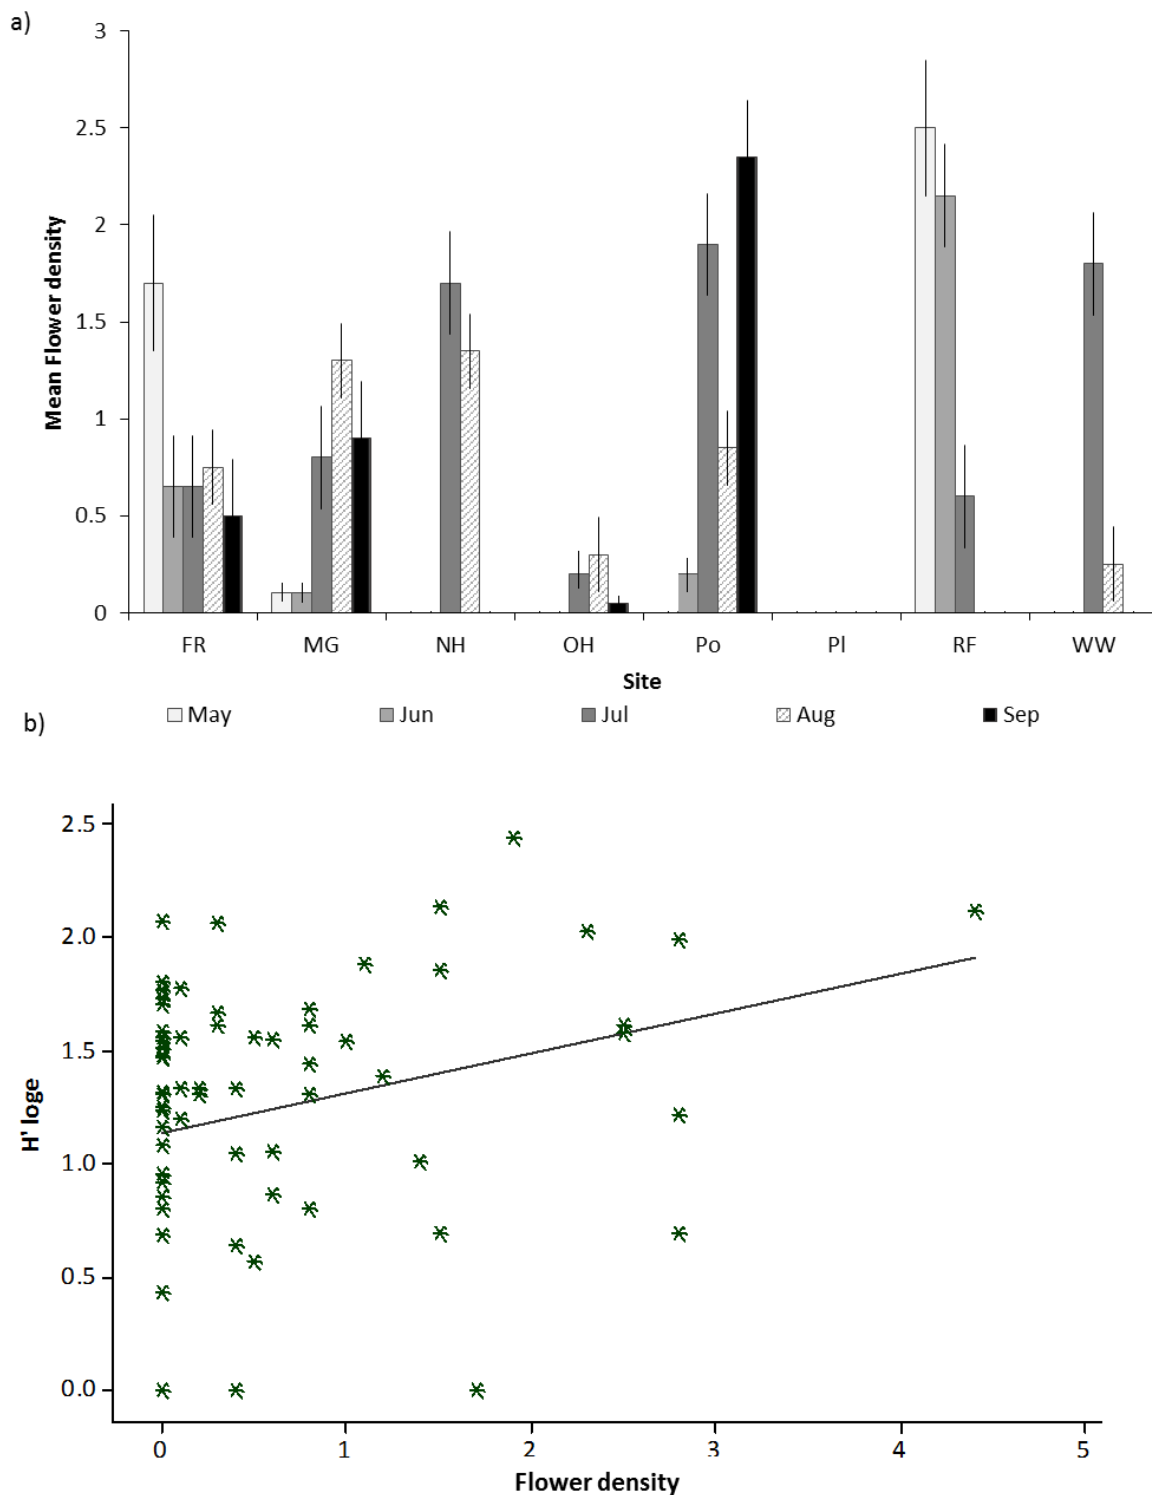 a)
3
2.5
2
1.5
1
0.5
0
Mean Flower density
FR MG NH OH Po Pl RF WW
Site
May Jun Jul Aug Sep
b)
2.5
2.0
1.5
1.0
0.5
0.0
H' loge
0 1 2 3 4 5
Flower density